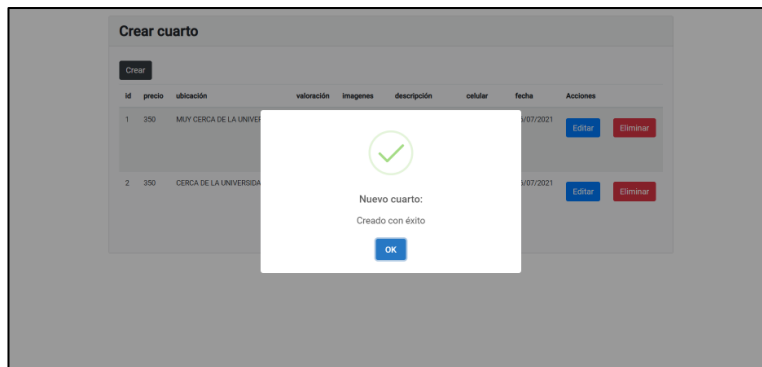 Crear cuarto
Crear
id precio ubicación valoración imagenes descripción celular fecha Acciones
1 350 MUY CERCA DE LA UNIVER /07/2021 Editar Eliminar
2 350 CERCA DE LA UNIVERSIDA /07/2021 Editar Eliminar
Nuevo cuarto:
Creado con éxito
OK